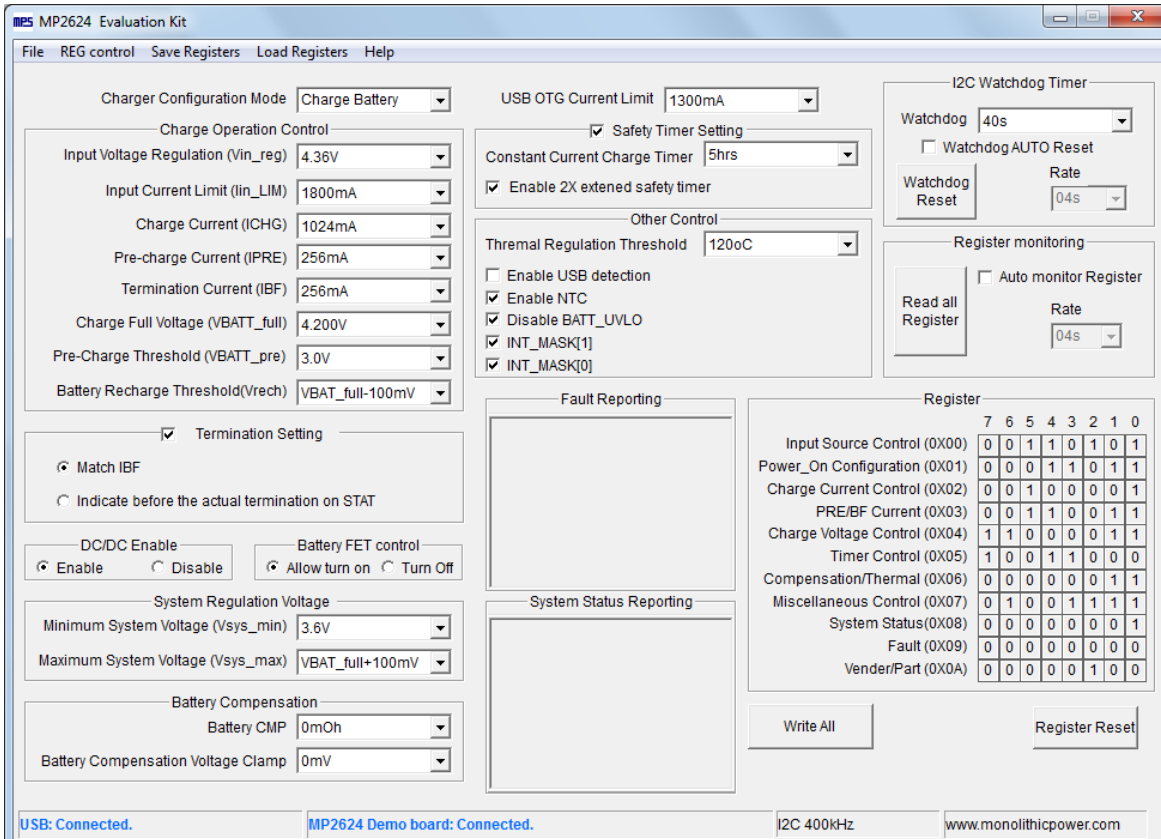 mps MP2624 Evaluation Kit
File REG control Save Registers Load Registers Help
Charger Configuration Mode Charge Battery
Charge Operation Control
Input Voltage Regulation (Vin_reg) 4.36V
Input Current Limit (Iin_LIM) 1800mA
Charge Current (ICHG) 1024mA
Pre-charge Current (IPRE) 256mA
Termination Current (IBF) 256mA
Charge Full Voltage (VBATT_full) 4.200V
Pre-Charge Threshold (VBATT_pre) 3.0V
Battery Recharge Threshold(Vrech) VBAT_full-100mV
Termination Setting
Match IBF
Indicate before the actual termination on STAT
DC/DC Enable
Enable Disable
Battery FET control
Allow turn on Turn Off
System Regulation Voltage
Minimum System Voltage (Vsys_min) 3.6V
Maximum System Voltage (Vsys_max) VBAT_full+100mV
Battery Compensation
Battery CMP 0mOh
Battery Compensation Voltage Clamp 0mV
USB OTG Current Limit 1300mA
Safety Timer Setting
Constant Current Charge Timer 5hrs
Enable 2X extened safety timer
Other Control
Thremal Regulation Threshold 120oC
Enable USB detection
Enable NTC
Disable BATT_UVLO
INT_MASK[1]
INT_MASK[0]
Fault Reporting
System Status Reporting
I2C Watchdog Timer
Watchdog 40s
Watchdog AUTO Reset
Watchdog Reset
Rate
04s
Register monitoring
Auto monitor Register
Read all Register
Rate
04s
Register
7 6 5 4 3 2 1 0
Input Source Control (0X00) 0 0 1 1 0 1 0 1
Power_On Configuration (0X01) 0 0 0 1 1 0 1 1
Charge Current Control (0X02) 0 0 1 0 0 0 0 1
PRE/BF Current (0X03) 0 0 1 1 0 0 1 1
Charge Voltage Control (0X04) 1 1 0 0 0 0 1 1
Timer Control (0X05) 1 0 0 1 1 0 0 0
Compensation/Thermal (0X06) 0 0 0 0 0 0 1 1
Miscellaneous Control (0X07) 0 1 0 0 1 1 1 1
System Status(0X08) 0 0 0 0 0 0 0 1
Fault (0X09) 0 0 0 0 0 0 0 0
Vender/Part (0X0A) 0 0 0 0 0 1 0 0
Write All
Register Reset
USB: Connected.
MP2624 Demo board: Connected.
I2C 400kHz
www.monolithicpower.com